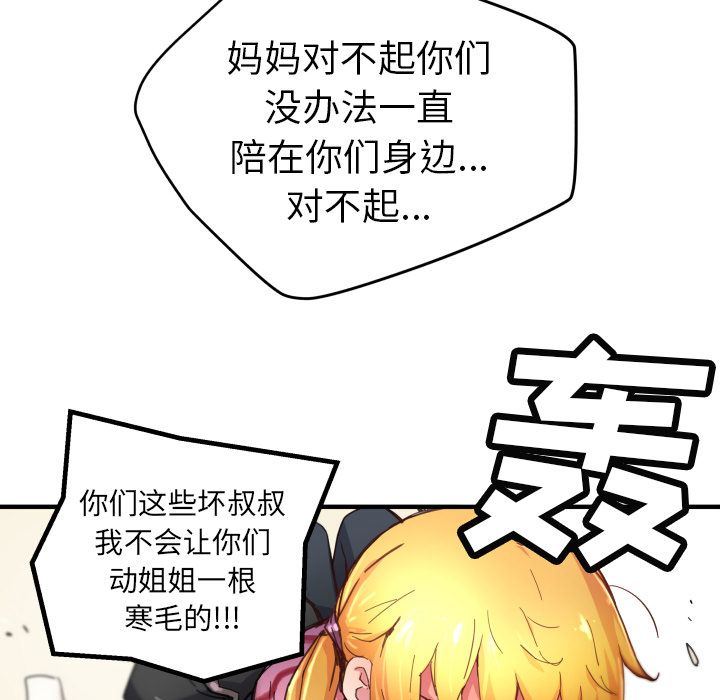 妈妈对不起你们
没办法一直
陪在你们身边...
对不起...
轰
你们这些坏叔叔
我不会让你们
动姐姐一根
寒毛的!!!